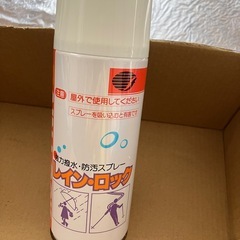 注意
屋外で使用してください
スプレーを吸い込むと有害です
強力撥水・防汚スプレー
レイン・ロック